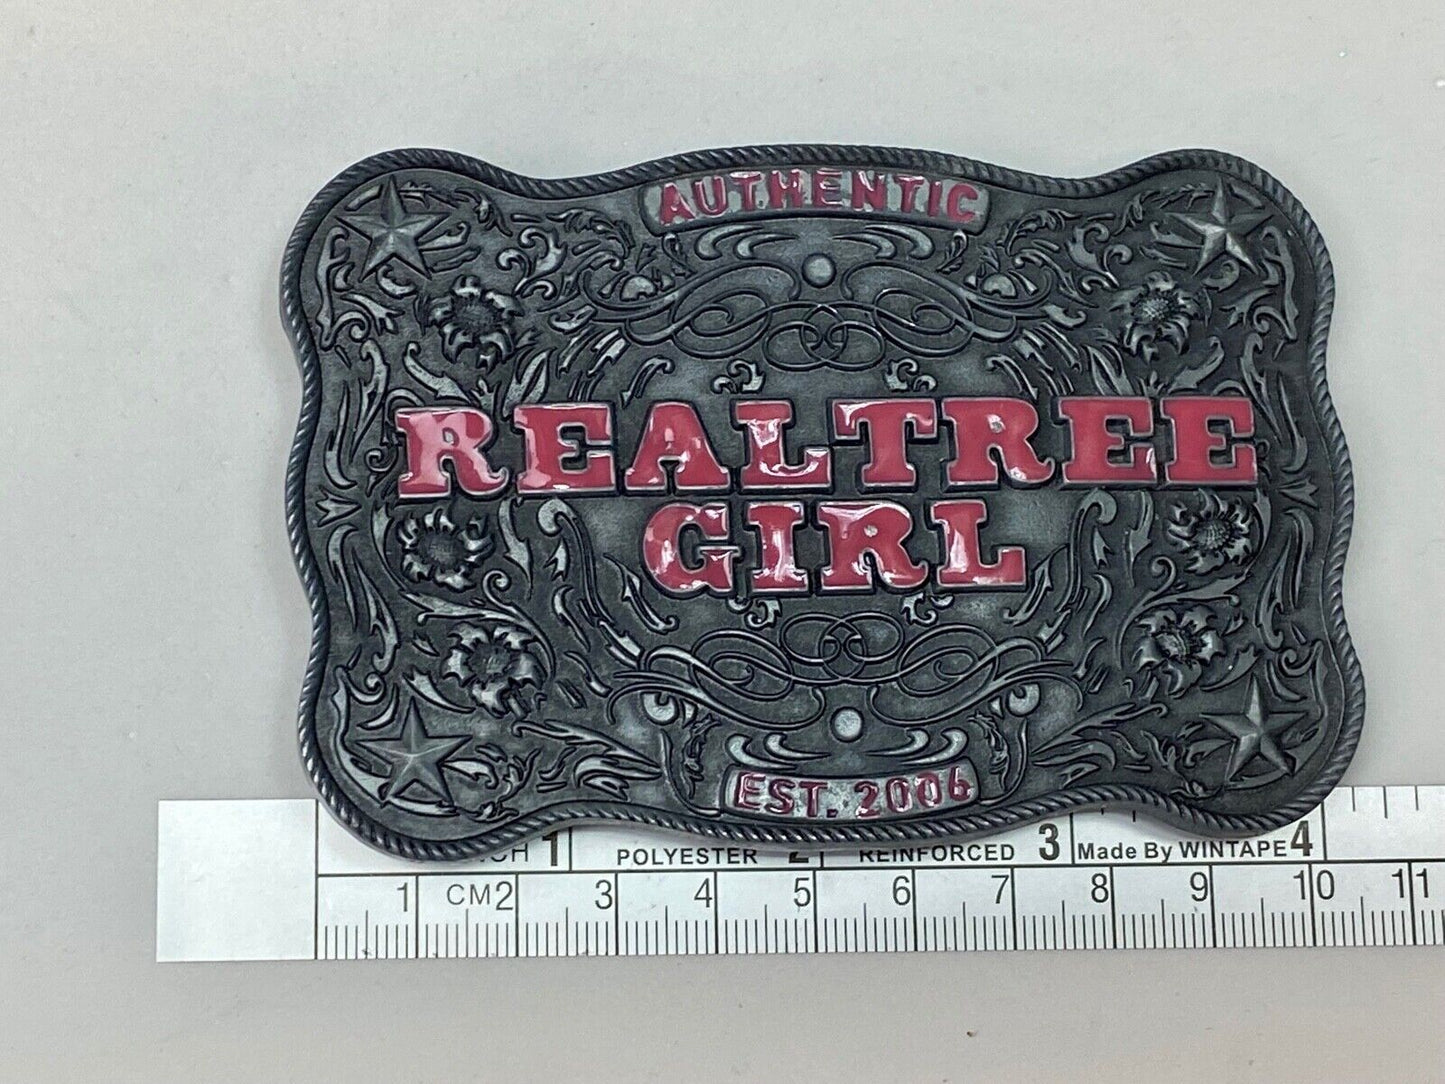 AUTHENTIC
REALTREE
GIRL
EST. 2006
1 POLYESTER REINFORCED 3 Made By WINTAPE 4
1 CM 2 3 4 5 6 7 8 9 10 11